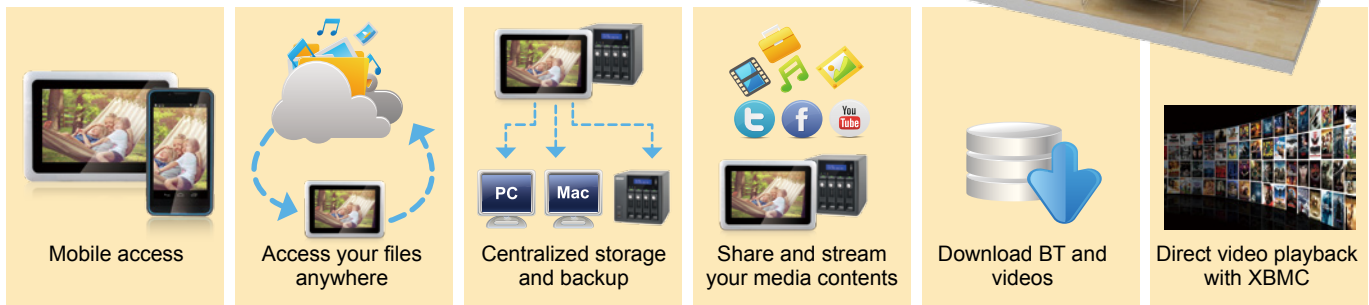 Mobile access
Access your files
anywhere
PC
Mac
Centralized storage
and backup
You
Tube
Share and stream
your media contents
Download BT and
videos
Direct video playback
with XBMC